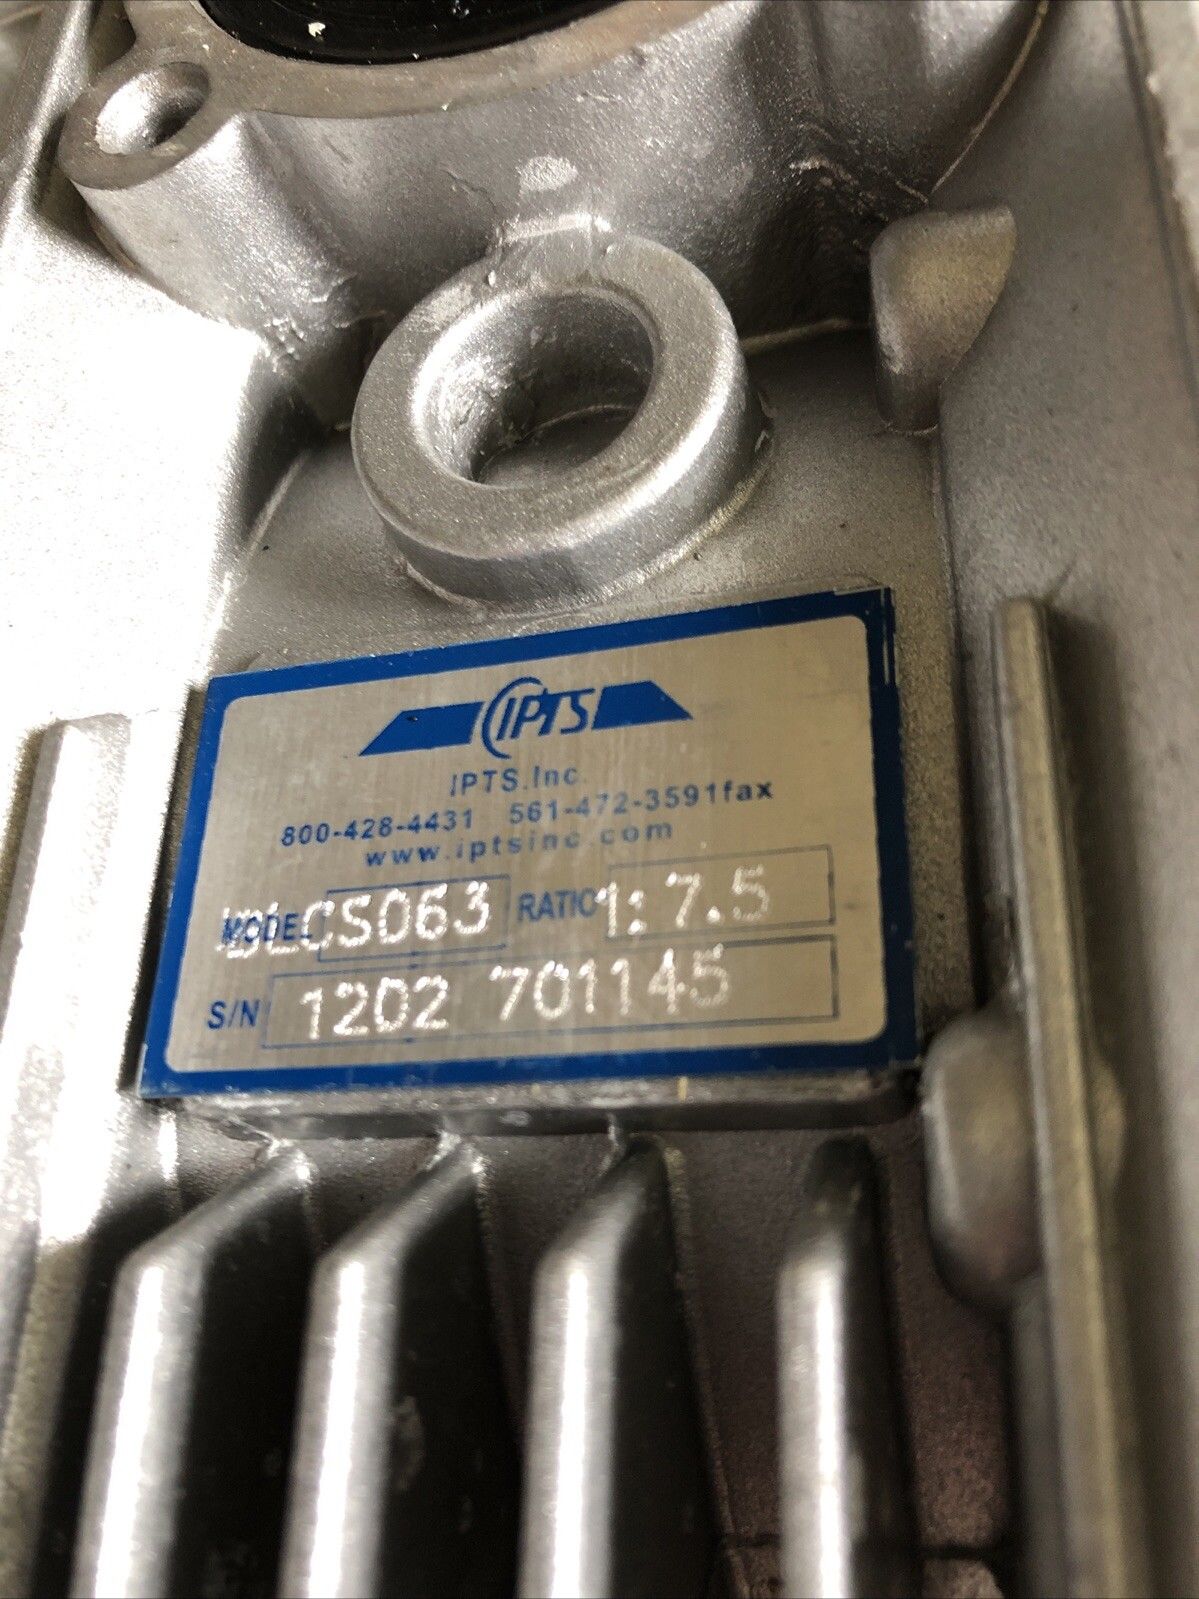 IPTS
IPTS.Inc.
800-428-4431 561-472-3591fax
www.iptsinc.com
MODEL RATIO 1:7.5
S/N 1202 701145